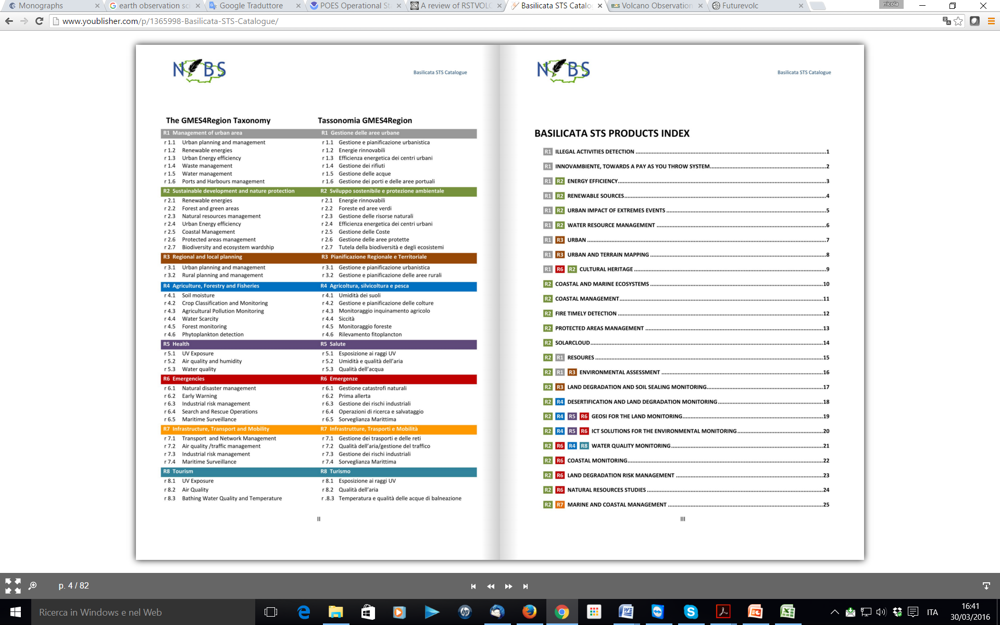 Monographs
earth observation sc
Google Traduttore
POES Operational St
A review of RSTVOLC
Basilicata STS Catalo
Volcano Observation
Futurevolc
nicola
www.youblisher.com/p/1365998-Basilicata-STS-Catalogue/
N BS
Basilicata STS Catalogue
The GMES4Region Taxonomy Tassonomia GMES4Region
R1 Management of urban area R1 Gestione delle aree urbane
r 1.1 Urban planning and management r 1.1 Gestione e pianificazione urbanistica
r 1.2 Renewable energies r 1.2 Energie rinnovabili
r 1.3 Urban Energy efficiency r 1.3 Efficienza energetica dei centri urbani
r 1.4 Waste management r 1.4 Gestione dei rifiuti
r 1.5 Water management r 1.5 Gestione delle acque
r 1.6 Ports and Harbours management r 1.6 Gestione dei porti e delle aree portuali
R2 Sustainable development and nature protection R2 Sviluppo sostenibile e protezione ambientale
r 2.1 Renewable energies r 2.1 Energie rinnovabili
r 2.2 Forest and green areas r 2.2 Foreste ed aree verdi
r 2.3 Natural resources management r 2.3 Gestione delle risorse naturali
r 2.4 Urban Energy efficiency r 2.4 Efficienza energetica dei centri urbani
r 2.5 Coastal Management r 2.5 Gestione delle Coste
r 2.6 Protected areas management r 2.6 Gestione delle aree protette
r 2.7 Biodiversity and ecosystem wardship r 2.7 Tutela della biodiversità e degli ecosistemi
R3 Regional and local planning R3 Pianificazione Regionale e Territoriale
r 3.1 Urban planning and management r 3.1 Gestione e pianificazione urbanistica
r 3.2 Rural planning and management r 3.2 Gestione e pianificazione delle aree rurali
R4 Agriculture, Forestry and Fisheries R4 Agricoltura, silvicoltura e pesca
r 4.1 Soil moisture r 4.1 Umidità dei suoli
r 4.2 Crop Classification and Monitoring r 4.2 Gestione e pianificazione delle colture
r 4.3 Agricultural Pollution Monitoring r 4.3 Monitoraggio inquinamento agricolo
r 4.4 Water Scarcity r 4.4 Siccità
r 4.5 Forest monitoring r 4.5 Monitoraggio foreste
r 4.6 Phytoplankton detection r 4.6 Rilevamento fitoplancton
R5 Health R5 Salute
r 5.1 UV Exposure r 5.1 Esposizione ai raggi UV
r 5.2 Air quality and humidity r 5.2 Umidità e qualità dell'aria
r 5.3 Water quality r 5.3 Qualità dell'acqua
R6 Emergencies R6 Emergenze
r 6.1 Natural disaster management r 6.1 Gestione catastrofi naturali
r 6.2 Early Warning r 6.2 Prima allerta
r 6.3 Industrial risk management r 6.3 Gestione dei rischi industriali
r 6.4 Search and Rescue Operations r 6.4 Operazioni di ricerca e salvataggio
r 6.5 Maritime Surveillance r 6.5 Sorveglianza Marittima
R7 Infrastructure, Transport and Mobility R7 Infrastrutture, Trasporti e Mobilità
r 7.1 Transport and Network Management r 7.1 Gestione dei trasporti e delle reti
r 7.2 Air quality /traffic management r 7.2 Qualità dell'aria/gestione del traffico
r 7.3 Industrial risk management r 7.3 Gestione dei rischi industriali
r 7.4 Maritime Surveillance r 7.4 Sorveglianza Marittima
R8 Tourism R8 Turismo
r 8.1 UV Exposure r 8.1 Esposizione ai raggi UV
r 8.2 Air Quality r 8.2 Qualità dell'aria
r 8.3 Bathing Water Quality and Temperature r .8.3 Temperatura e qualità delle acque di balneazione
II
N BS
Basilicata STS Catalogue
BASILICATA STS PRODUCTS INDEX
R1 ILLEGAL ACTIVITIES DETECTION ... 1
R1 INNOVAMBIENTE, TOWARDS A PAY AS YOU THROW SYSTEM ... 2
R1 R2 ENERGY EFFICIENCY ... 3
R1 R2 RENEWABLE SOURCES ... 4
R1 R2 URBAN IMPACT OF EXTREMES EVENTS ... 5
R1 R2 WATER RESOURCE MANAGEMENT ... 6
R1 R3 URBAN ... 7
R1 R3 URBAN AND TERRAIN MAPPING ... 8
R1 R6 R2 CULTURAL HERITAGE ... 9
R2 COASTAL AND MARINE ECOSYSTEMS ... 10
R2 COASTAL MANAGEMENT ... 11
R2 FIRE TIMELY DETECTION ... 12
R2 PROTECTED AREAS MANAGEMENT ... 13
R2 SOLARCLOUD ... 14
R2 R1 RESOURES ... 15
R2 R1 R3 ENVIRONMENTAL ASSESSMENT ... 16
R2 R3 LAND DEGRADATION AND SOIL SEALING MONITORING ... 17
R2 R4 DESERTIFICATION AND LAND DEGRADATION MONITORING ... 18
R2 R4 R5 R6 GEOSI FOR THE LAND MONITORING ... 19
R2 R4 R5 R6 ICT SOLUTIONS FOR THE ENVIRONMENTAL MONITORING ... 20
R2 R6 R4 R8 WATER QUALITY MONITORING ... 21
R2 R6 COASTAL MONITORING ... 22
R2 R6 LAND DEGRADATION RISK MANAGEMENT ... 23
R2 R6 NATURAL RESOURCES STUDIES ... 24
R2 R7 MARINE AND COASTAL MANAGEMENT ... 25
III
p. 4 / 82
Ricerca in Windows e nel Web
ITA
16:41
30/03/2016